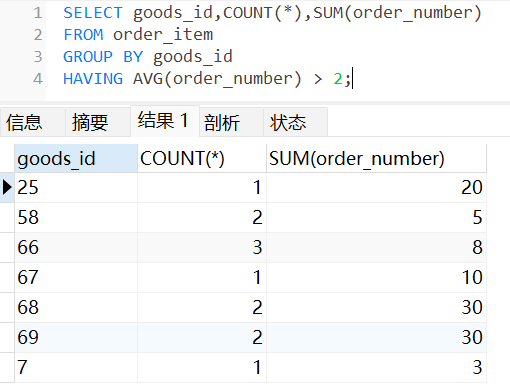 1 SELECT goods_id,COUNT(*),SUM(order_number)
2 FROM order_item
3 GROUP BY goods_id
4 HAVING AVG(order_number) > 2;
信息 摘要 结果 1 剖析 状态
goods_id COUNT(*) SUM(order_number)
25 1 20
58 2 5
66 3 8
67 1 10
68 2 30
69 2 30
7 1 3